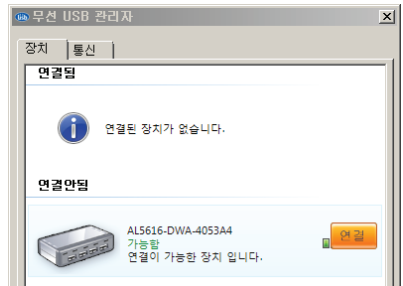 무선 USB 관리자
장치 통신
연결됨
연결된 장치가 없습니다.
연결안됨
AL5616-DWA-4053A4
가능함
연결이 가능한 장치 입니다.
연결